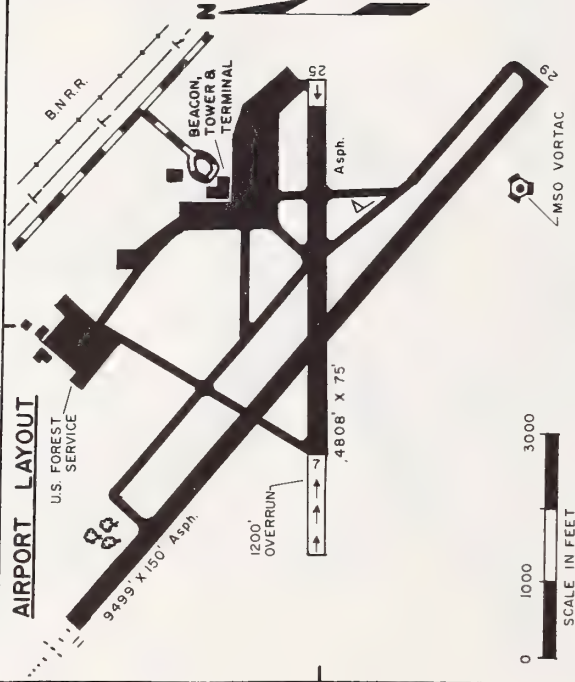 AIRPORT LAYOUT
N
B.N.R.R.
BEACON,
TOWER &
TERMINAL
U.S. FOREST
SERVICE
25
Asph.
29
MSO VORTAC
4808' X 75'
7
1200'
OVERRUN
9499' X 150' Asph.
11
0 1000 3000
SCALE IN FEET